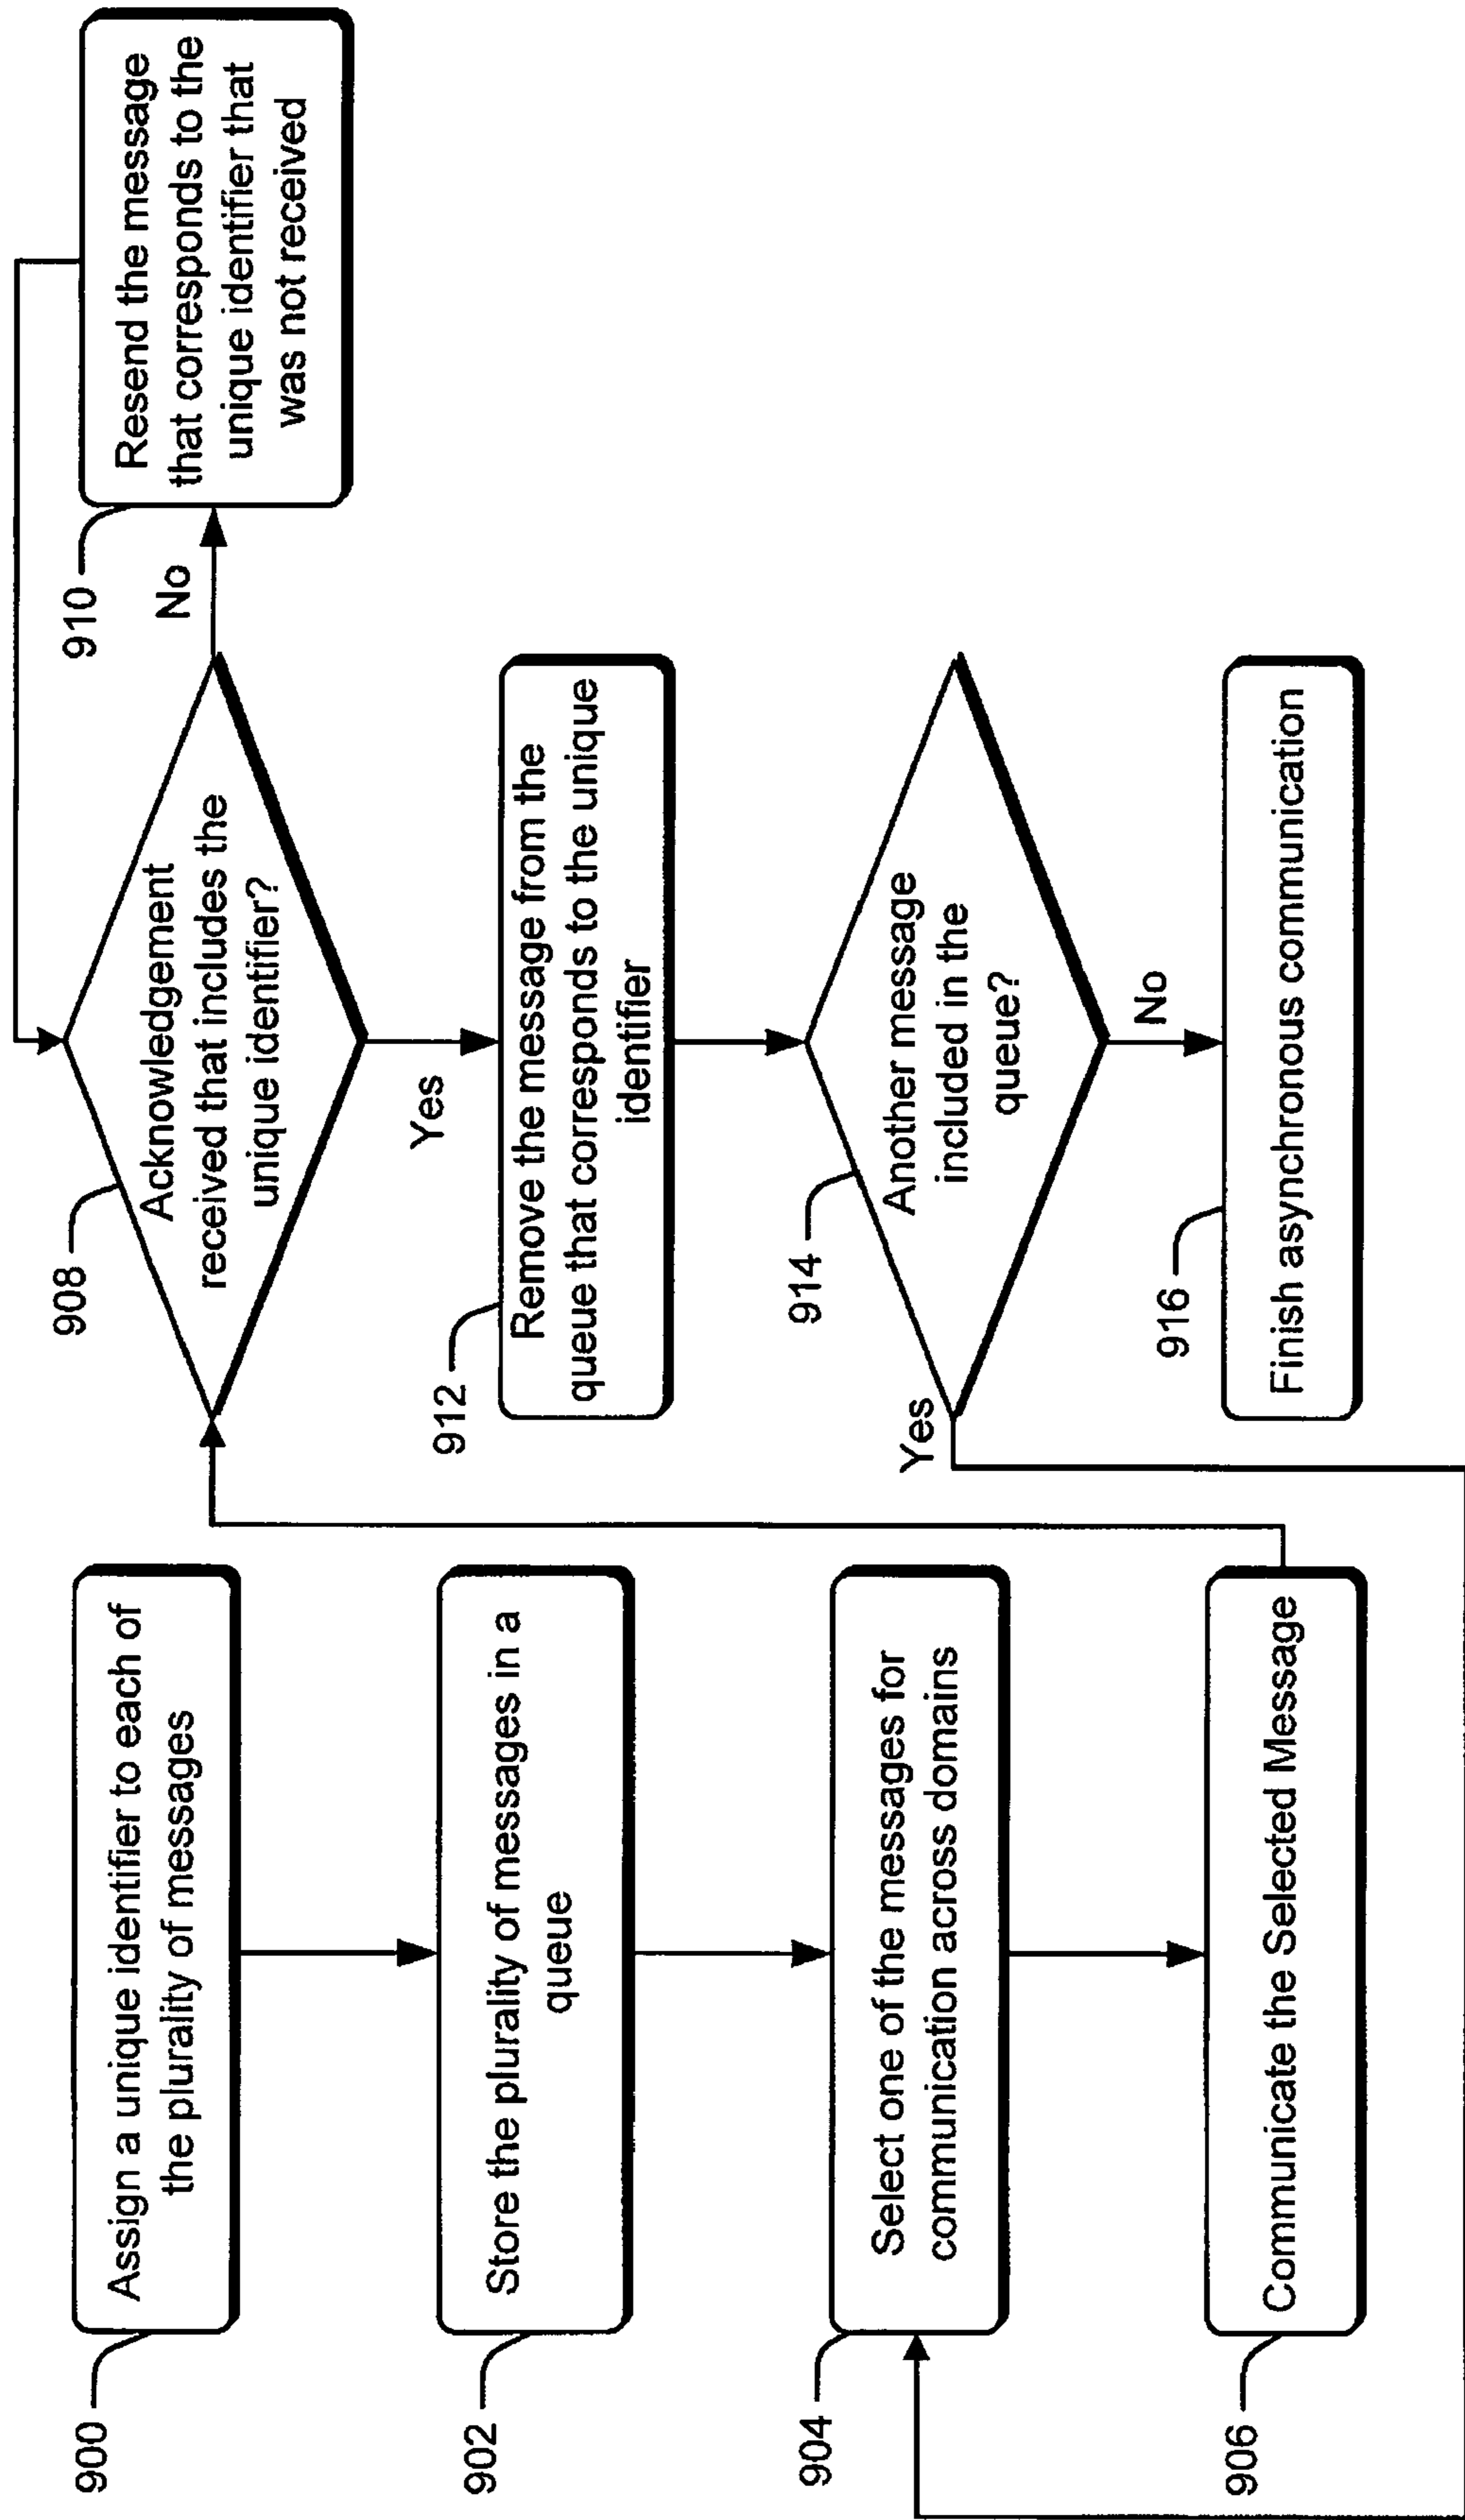 900
Assign a unique identifier to each of
the plurality of messages
902
Store the plurality of messages in a
queue
904
Select one of the messages for
communication across domains
906
Communicate the Selected Message
908
Acknowledgement
received that includes the
unique identifier?
No
910
Resend the message
that corresponds to the
unique identifier that
was not received
Yes
912
Remove the message from the
queue that corresponds to the unique
identifier
914
Another message
included in the
queue?
Yes
No
916
Finish asynchronous communication